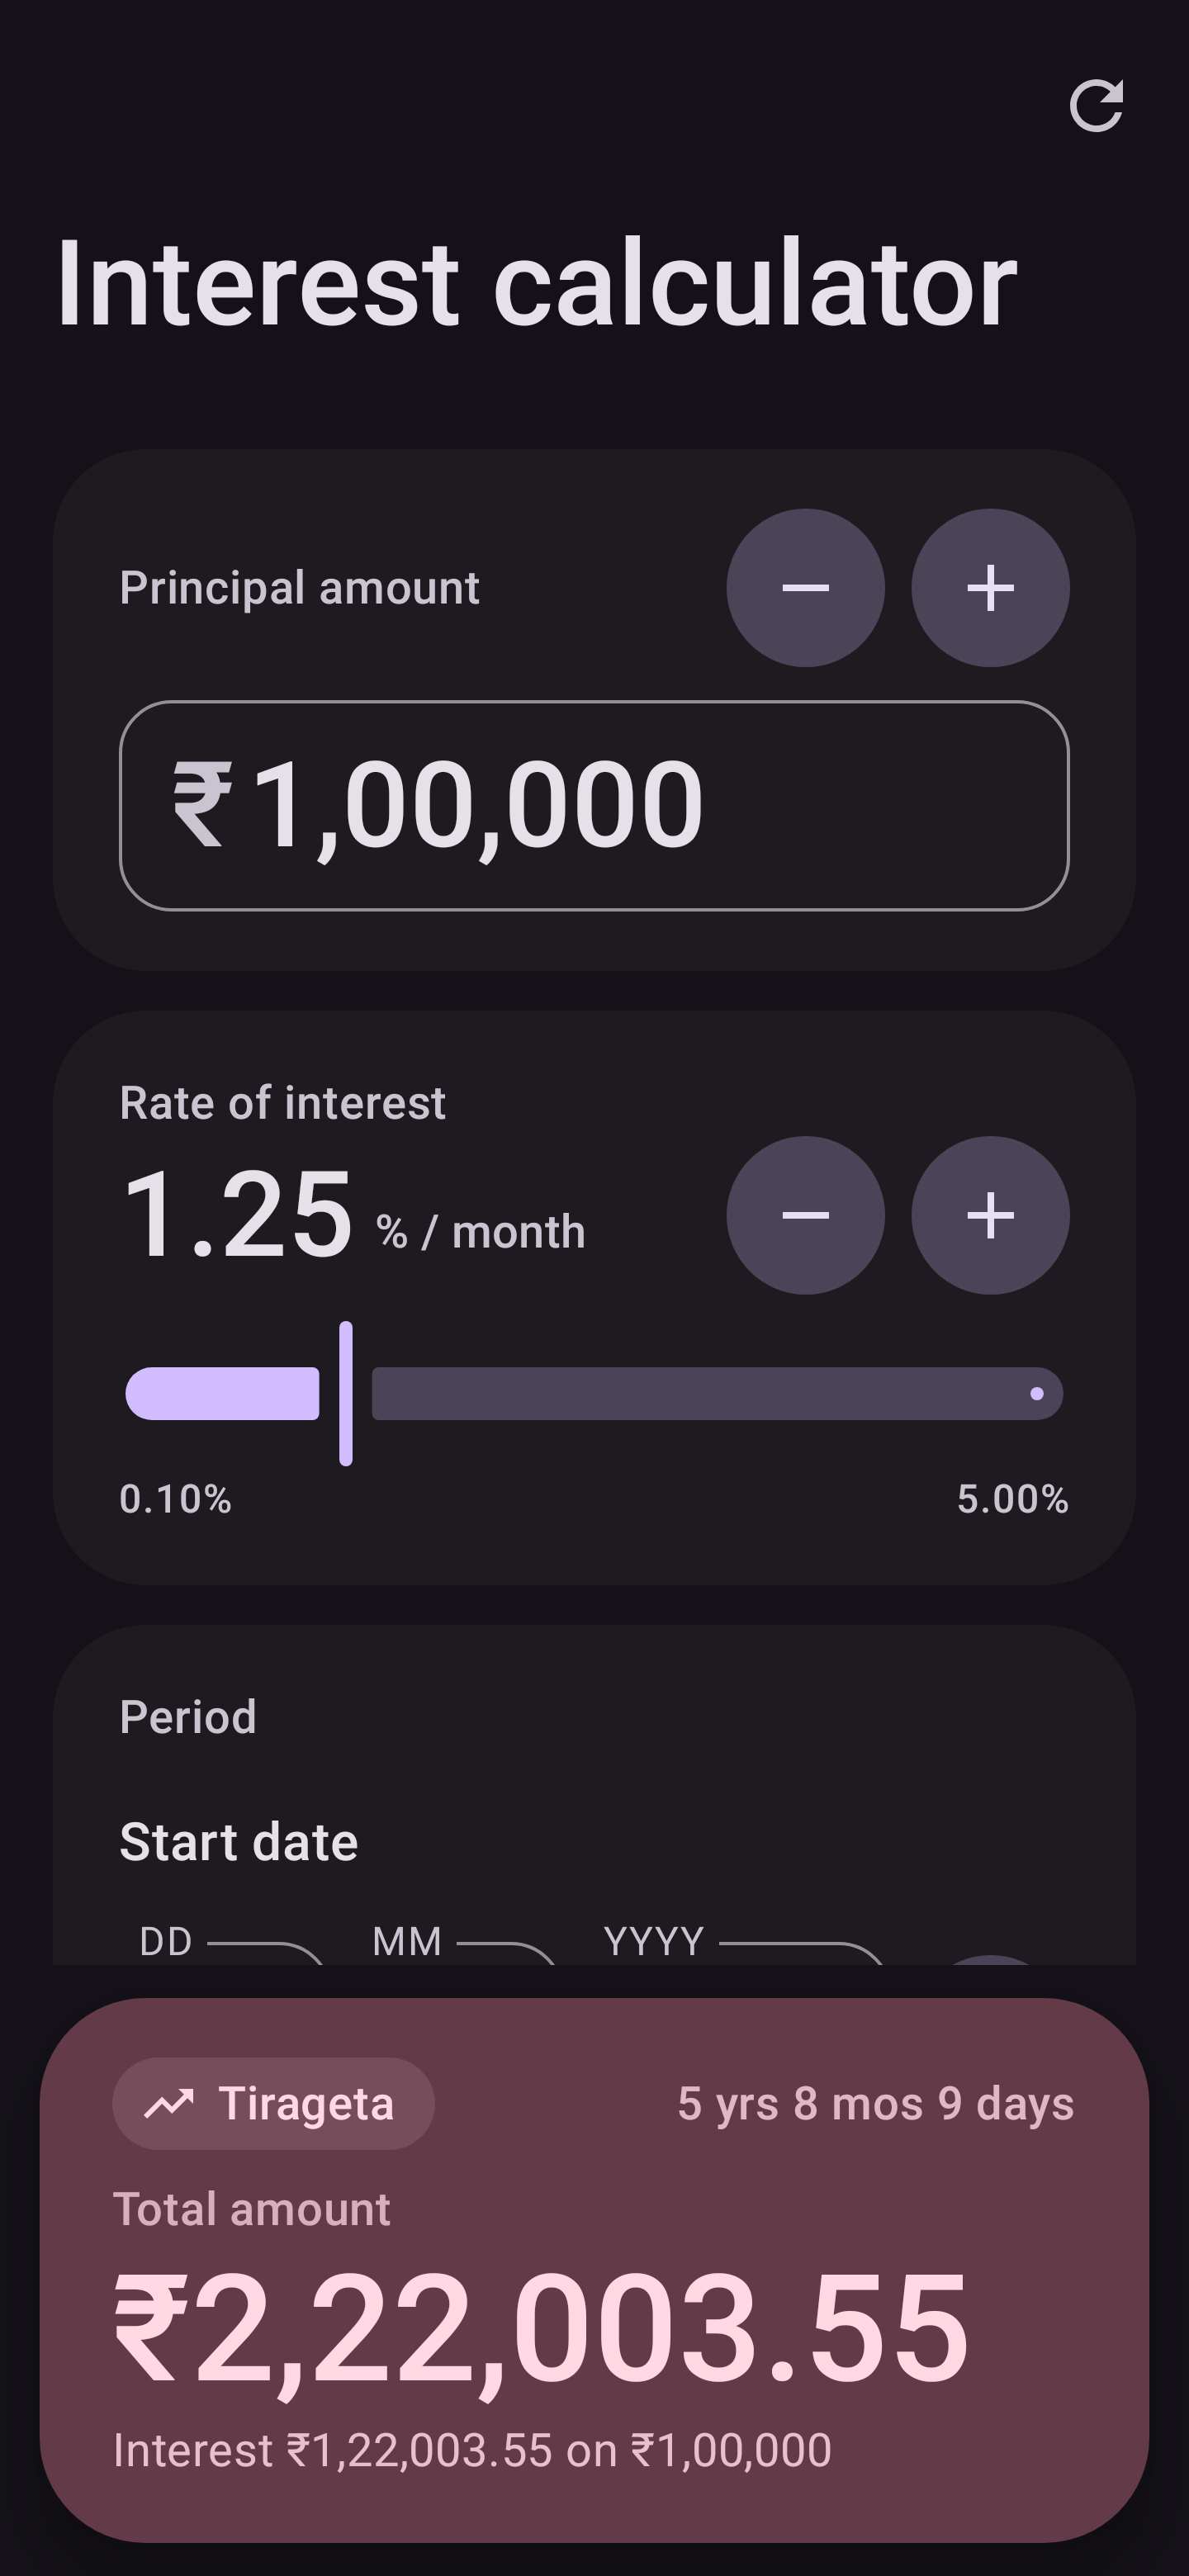 Interest calculator
Principal amount
₹ 1,00,000
Rate of interest
1.25 % / month
0.10% 5.00%
Period
Start date
DD MM YYYY
Tirageta 5 yrs 8 mos 9 days
Total amount
₹2,22,003.55
Interest ₹1,22,003.55 on ₹1,00,000